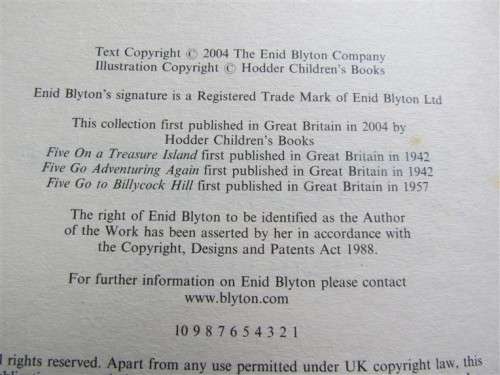 Text Copyright © 2004 The Enid Blyton Company
Illustration Copyright © Hodder Children's Books
Enid Blyton's signature is a Registered Trade Mark of Enid Blyton Ltd
This collection first published in Great Britain in 2004 by
Hodder Children's Books
Five On a Treasure Island first published in Great Britain in 1942
Five Go Adventuring Again first published in Great Britain in 1942
Five Go to Billycock Hill first published in Great Britain in 1957
The right of Enid Blyton to be identified as the Author
of the Work has been asserted by her in accordance with
the Copyright, Designs and Patents Act 1988.
For further information on Enid Blyton please contact
www.blyton.com
10 9 8 7 6 5 4 3 2 1
rights reserved. Apart from any use permitted under UK copyright law, this